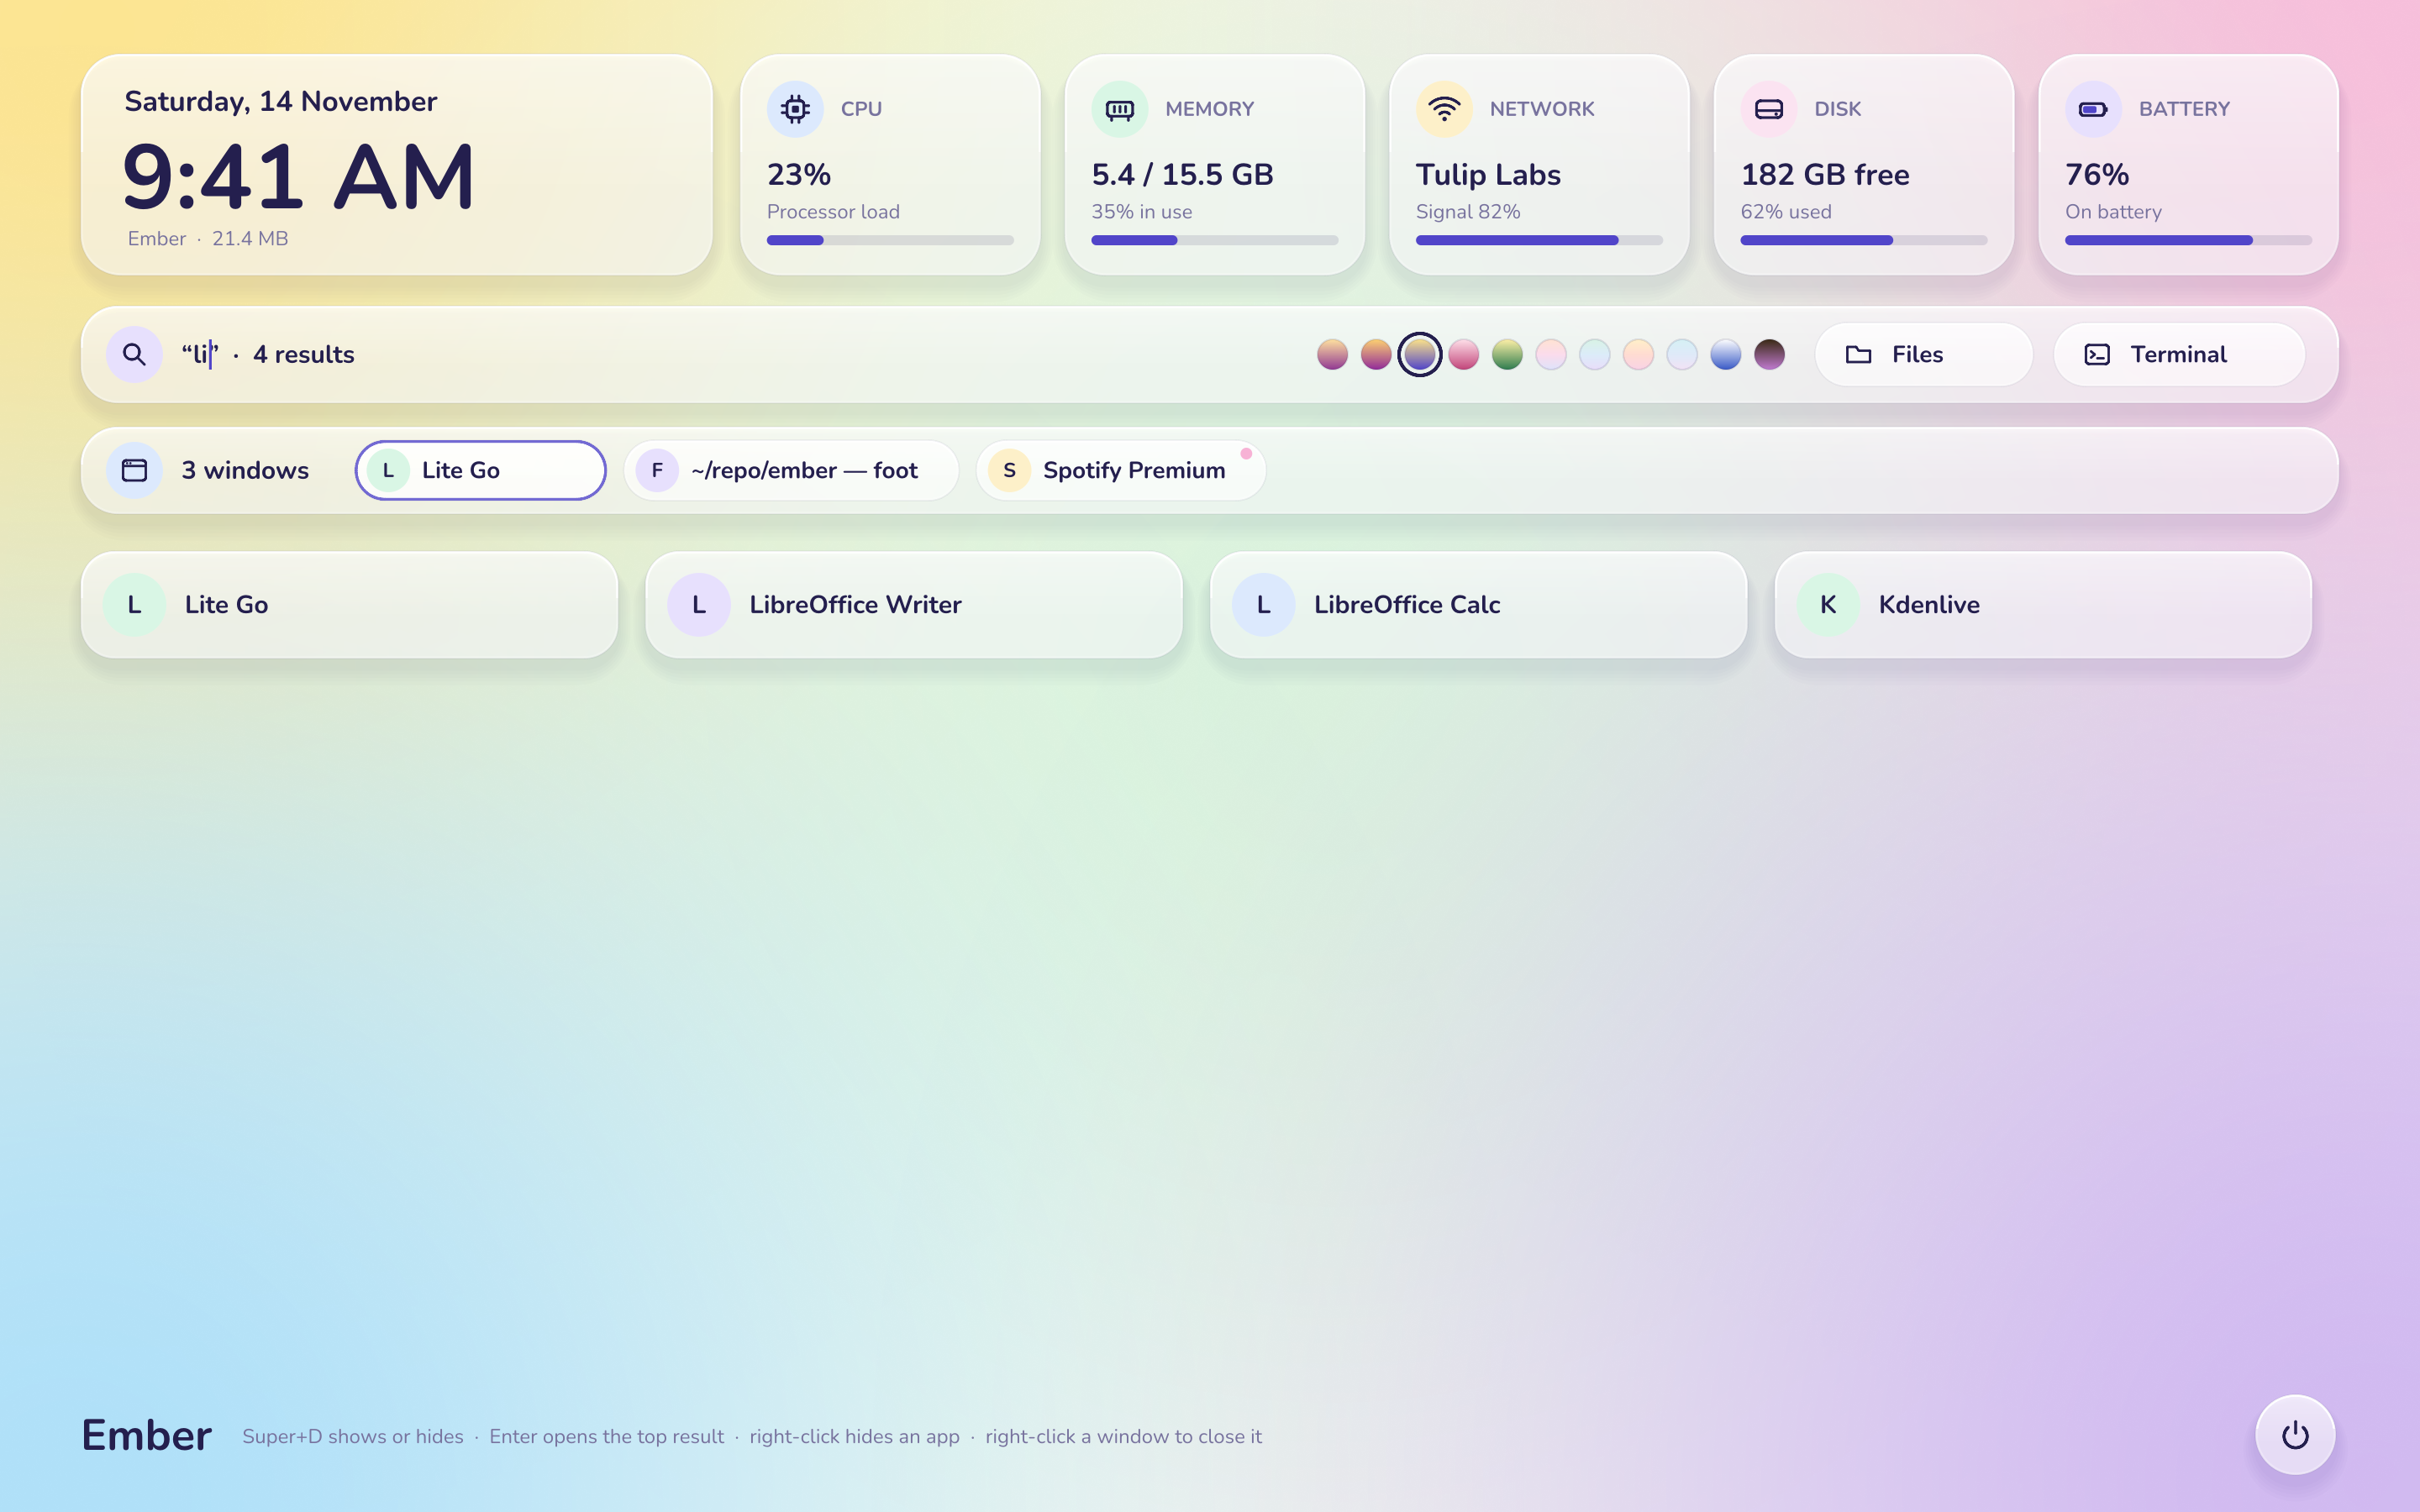 Saturday, 14 November
9:41 AM
Ember · 21.4 MB
CPU
23%
Processor load
MEMORY
5.4 / 15.5 GB
35% in use
NETWORK
Tulip Labs
Signal 82%
DISK
182 GB free
62% used
BATTERY
76%
On battery
“li” · 4 results
Files
Terminal
3 windows
L Lite Go
F ~/repo/ember — foot
S Spotify Premium
L Lite Go
L LibreOffice Writer
L LibreOffice Calc
K Kdenlive
Ember
Super+D shows or hides · Enter opens the top result · right-click hides an app · right-click a window to close it